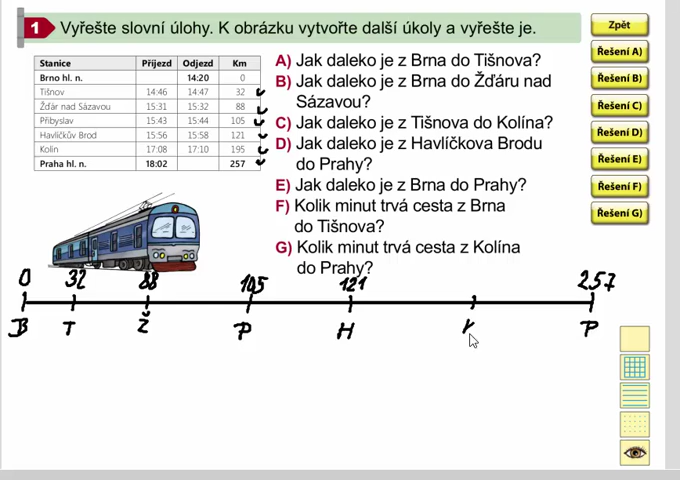 1 Vyřešte slovní úlohy. K obrázku vytvořte další úkoly a vyřešte je.
Zpět
Stanice Příjezd Odjezd Km
Brno hl. n. 14:20 0
Tišnov 14:46 14:47 32
Žďár nad Sázavou 15:31 15:32 88
Přibyslav 15:43 15:44 105
Havlíčkův Brod 15:56 15:58 121
Kolín 17:08 17:10 195
Praha hl. n. 18:02 257
A) Jak daleko je z Brna do Tišnova?
B) Jak daleko je z Brna do Žďáru nad
Sázavou?
C) Jak daleko je z Tišnova do Kolína?
D) Jak daleko je z Havlíčkova Brodu
do Prahy?
E) Jak daleko je z Brna do Prahy?
F) Kolik minut trvá cesta z Brna
do Tišnova?
G) Kolik minut trvá cesta z Kolína
do Prahy?
Řešení A)
Řešení B)
Řešení C)
Řešení D)
Řešení E)
Řešení F)
Řešení G)
0 32 88 105 121 257
B T Ž P H P